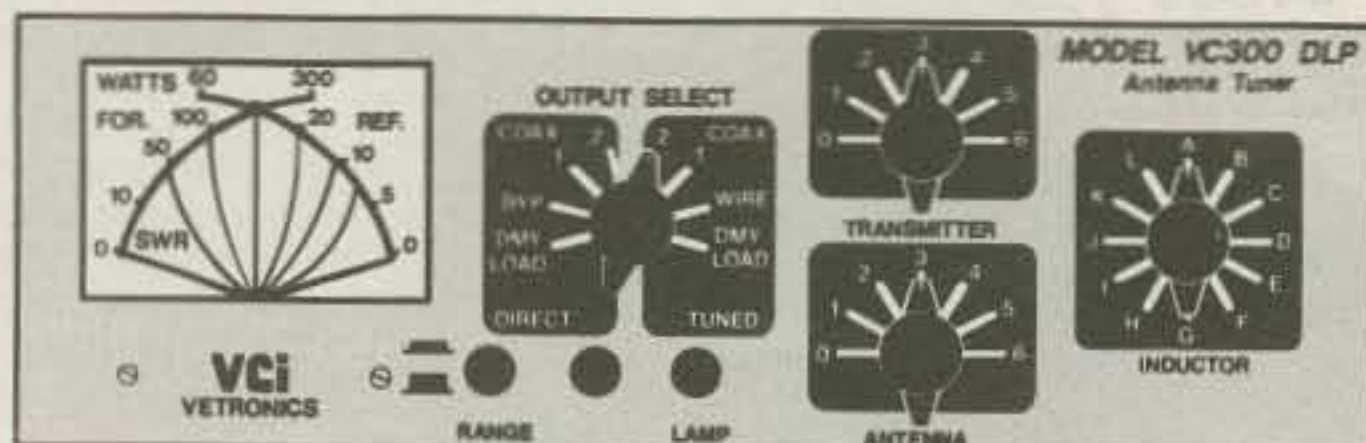 WATTS 60 300
FOR. 100 20 REF.
50 10
10 5
0 SWR 0
VCi
VETRONICS
OUTPUT SELECT
COAX 2 2 COAX
1 1
WIRE
DMY DMY
LOAD LOAD
DIRECT TUNED
RANGE LAMP
0 1 2 3 4 5 6
TRANSMITTER
0 1 2 3 4 5 6
ANTENNA
MODEL VC300 DLP
Antenna Tuner
A B C D E F G H I J K L
INDUCTOR